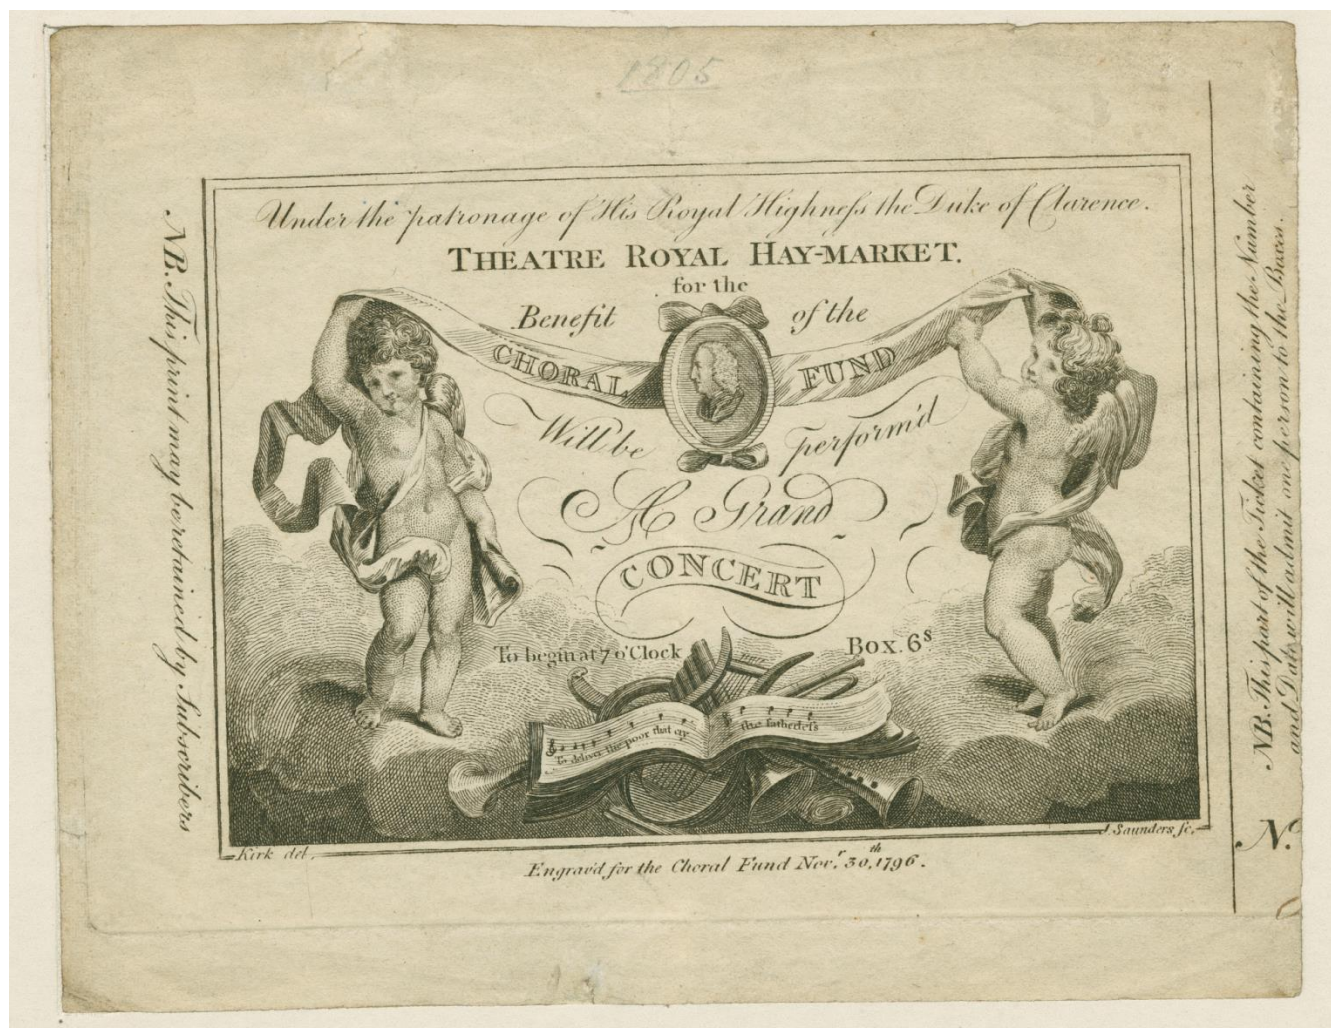 1805
Under the patronage of His Royal Highneſs the Duke of Clarence.
THEATRE ROYAL HAY-MARKET.
for the
Benefit of the
CHORAL FUND
Will be perform'd
A Grand
CONCERT
To begin at 7 o'Clock Box. 6s
To deliver the poor that cry the fatherleſs
Kirk del. J. Saunders ſc.
Engrav'd for the Choral Fund Novr. 30th, 1796.
NB. This print may be retained by Subscribers
NB. This part of the Ticket containing the Number
and Date will admit one person to the Boxes.
No.